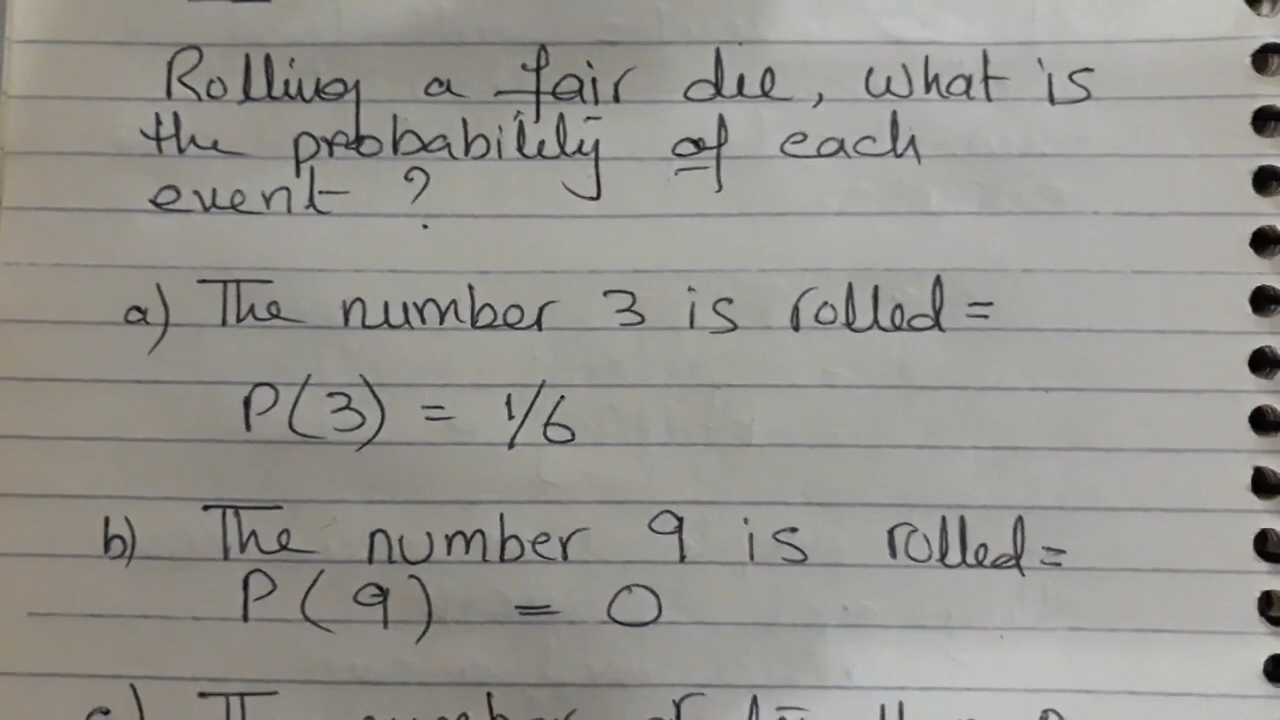 Rolling a fair die, what is
the probability of each
event ?
a) The number 3 is rolled =
P(3) = 1/6
b) The number 9 is rolled =
P(9) = 0